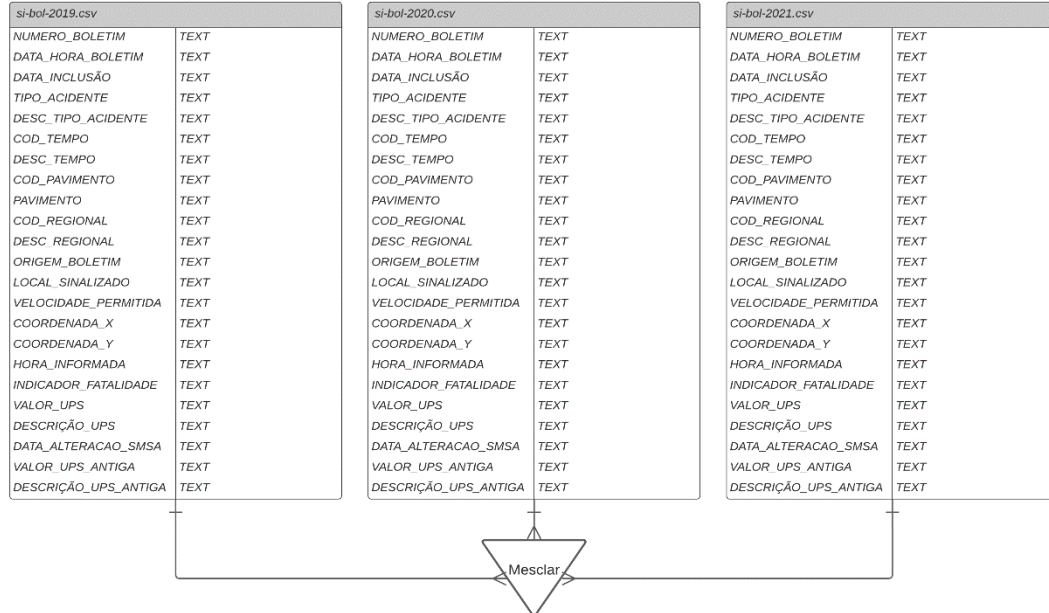 si-bol-2019.csv
NUMERO_BOLETIM TEXT
DATA_HORA_BOLETIM TEXT
DATA_INCLUSÃO TEXT
TIPO_ACIDENTE TEXT
DESC_TIPO_ACIDENTE TEXT
COD_TEMPO TEXT
DESC_TEMPO TEXT
COD_PAVIMENTO TEXT
PAVIMENTO TEXT
COD_REGIONAL TEXT
DESC_REGIONAL TEXT
ORIGEM_BOLETIM TEXT
LOCAL_SINALIZADO TEXT
VELOCIDADE_PERMITIDA TEXT
COORDENADA_X TEXT
COORDENADA_Y TEXT
HORA_INFORMADA TEXT
INDICADOR_FATALIDADE TEXT
VALOR_UPS TEXT
DESCRIÇÃO_UPS TEXT
DATA_ALTERACAO_SMSA TEXT
VALOR_UPS_ANTIGA TEXT
DESCRIÇÃO_UPS_ANTIGA TEXT
si-bol-2020.csv
NUMERO_BOLETIM TEXT
DATA_HORA_BOLETIM TEXT
DATA_INCLUSÃO TEXT
TIPO_ACIDENTE TEXT
DESC_TIPO_ACIDENTE TEXT
COD_TEMPO TEXT
DESC_TEMPO TEXT
COD_PAVIMENTO TEXT
PAVIMENTO TEXT
COD_REGIONAL TEXT
DESC_REGIONAL TEXT
ORIGEM_BOLETIM TEXT
LOCAL_SINALIZADO TEXT
VELOCIDADE_PERMITIDA TEXT
COORDENADA_X TEXT
COORDENADA_Y TEXT
HORA_INFORMADA TEXT
INDICADOR_FATALIDADE TEXT
VALOR_UPS TEXT
DESCRIÇÃO_UPS TEXT
DATA_ALTERACAO_SMSA TEXT
VALOR_UPS_ANTIGA TEXT
DESCRIÇÃO_UPS_ANTIGA TEXT
si-bol-2021.csv
NUMERO_BOLETIM TEXT
DATA_HORA_BOLETIM TEXT
DATA_INCLUSÃO TEXT
TIPO_ACIDENTE TEXT
DESC_TIPO_ACIDENTE TEXT
COD_TEMPO TEXT
DESC_TEMPO TEXT
COD_PAVIMENTO TEXT
PAVIMENTO TEXT
COD_REGIONAL TEXT
DESC_REGIONAL TEXT
ORIGEM_BOLETIM TEXT
LOCAL_SINALIZADO TEXT
VELOCIDADE_PERMITIDA TEXT
COORDENADA_X TEXT
COORDENADA_Y TEXT
HORA_INFORMADA TEXT
INDICADOR_FATALIDADE TEXT
VALOR_UPS TEXT
DESCRIÇÃO_UPS TEXT
DATA_ALTERACAO_SMSA TEXT
VALOR_UPS_ANTIGA TEXT
DESCRIÇÃO_UPS_ANTIGA TEXT
Mesclar